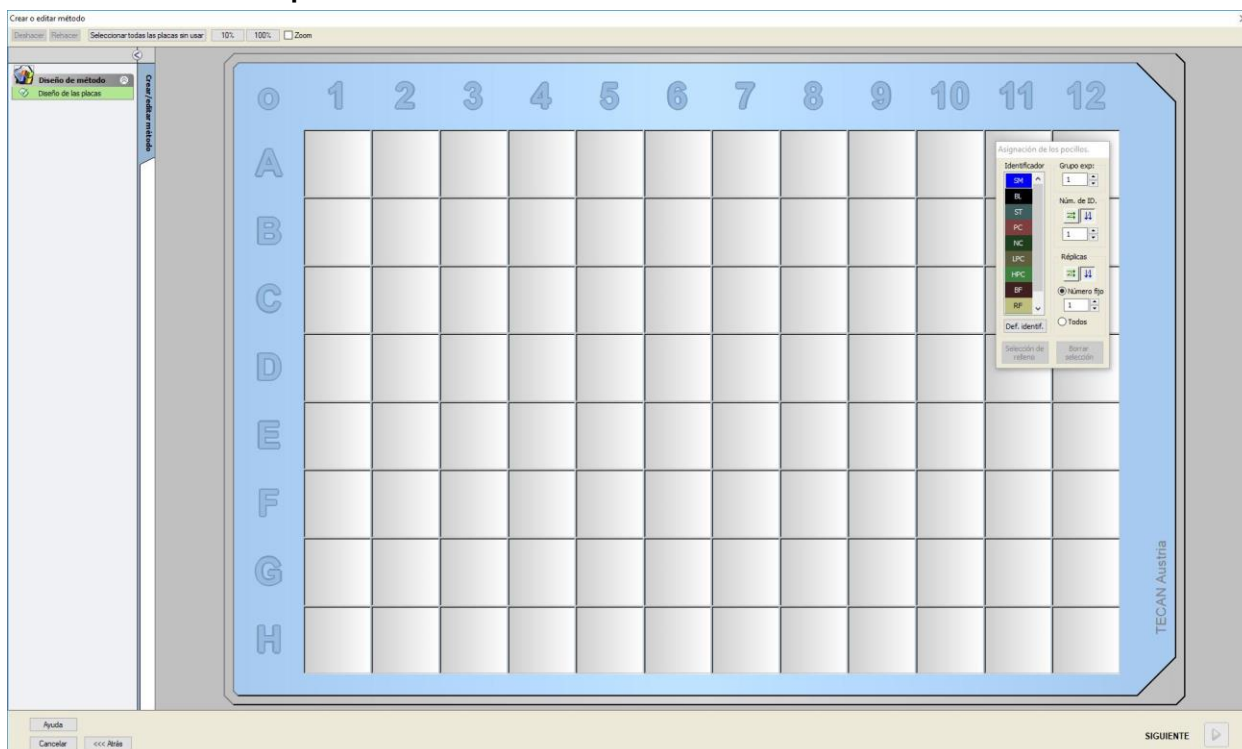 Crear o editar método
Deshacer Rehacer Seleccionar todas las placas sin usar 10% 100% Zoom
Diseño de método
Diseño de las placas
Crear/editar método
o 1 2 3 4 5 6 7 8 9 10 11 12
A
B
C
D
E
F
G
H
Asignación de los pocillos.
Identificador
SM
BL
ST
PC
NC
LPC
HPC
BF
RF
Def. identif.
Grupo exp:
1
Núm. de ID.
1
Réplicas
Número fijo
1
Todos
Selección de relleno
Borrar selección
TECAN Austria
Ayuda
Cancelar <<< Atrás
SIGUIENTE